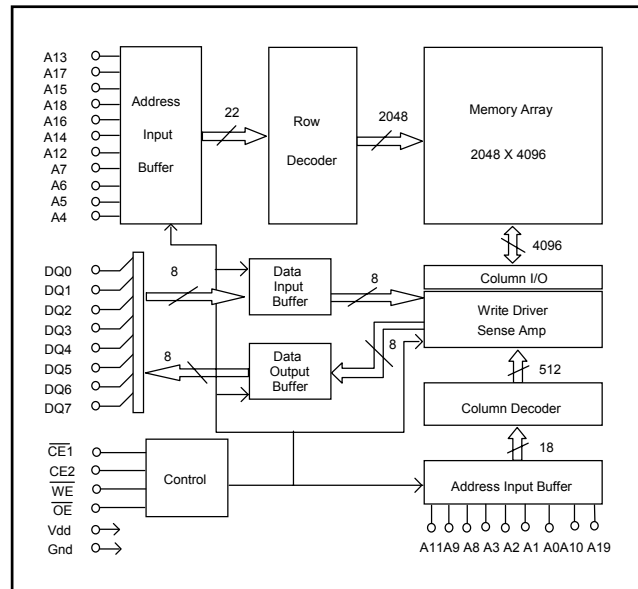 A13
A17
A15
A18
A16
A14
A12
A7
A6
A5
A4
Address
Input
Buffer
22
Row
Decoder
2048
Memory Array
2048 X 4096
4096
DQ0
DQ1
DQ2
DQ3
DQ4
DQ5
DQ6
DQ7
8
Data
Input
Buffer
8
Column I/O
Write Driver
Sense Amp
8
Data
Output
Buffer
8
512
Column Decoder
18
CE1
CE2
WE
OE
Vdd
Gnd
Control
Address Input Buffer
A11 A9 A8 A3 A2 A1 A0 A10 A19